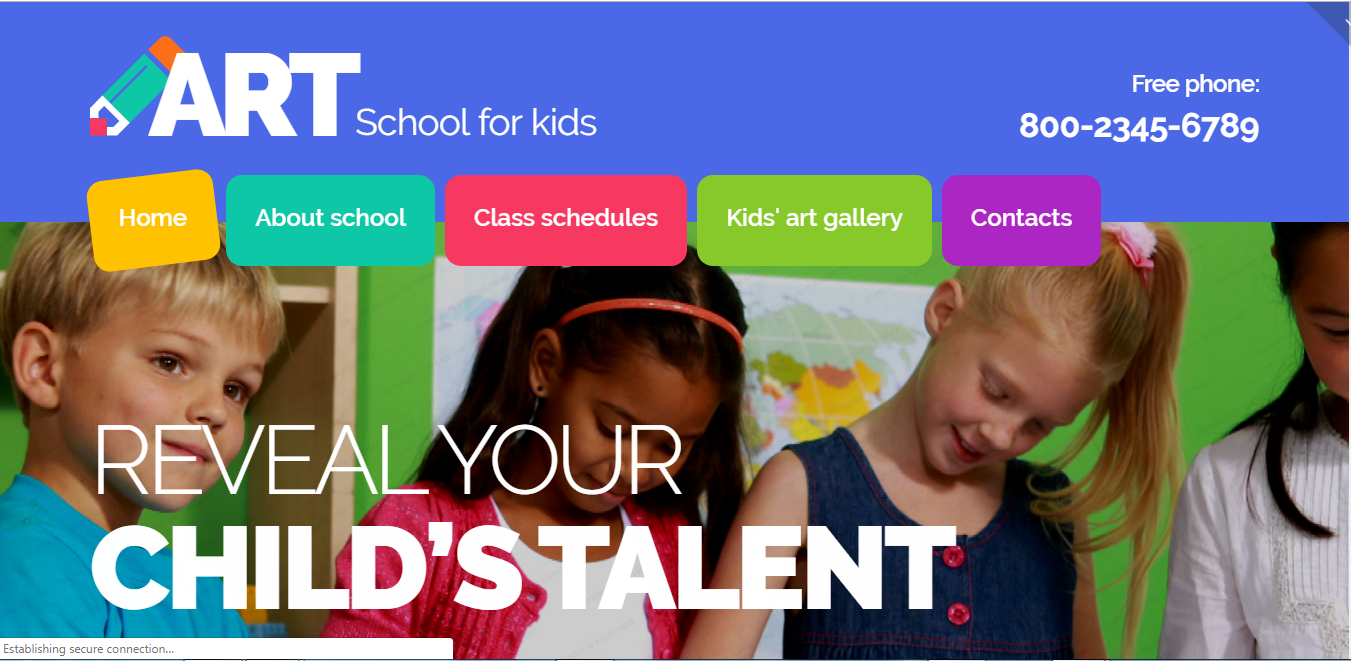 ART School for kids
Free phone:
800-2345-6789
Home
About school
Class schedules
Kids' art gallery
Contacts
REVEAL YOUR
CHILD’S TALENT
Establishing secure connection...